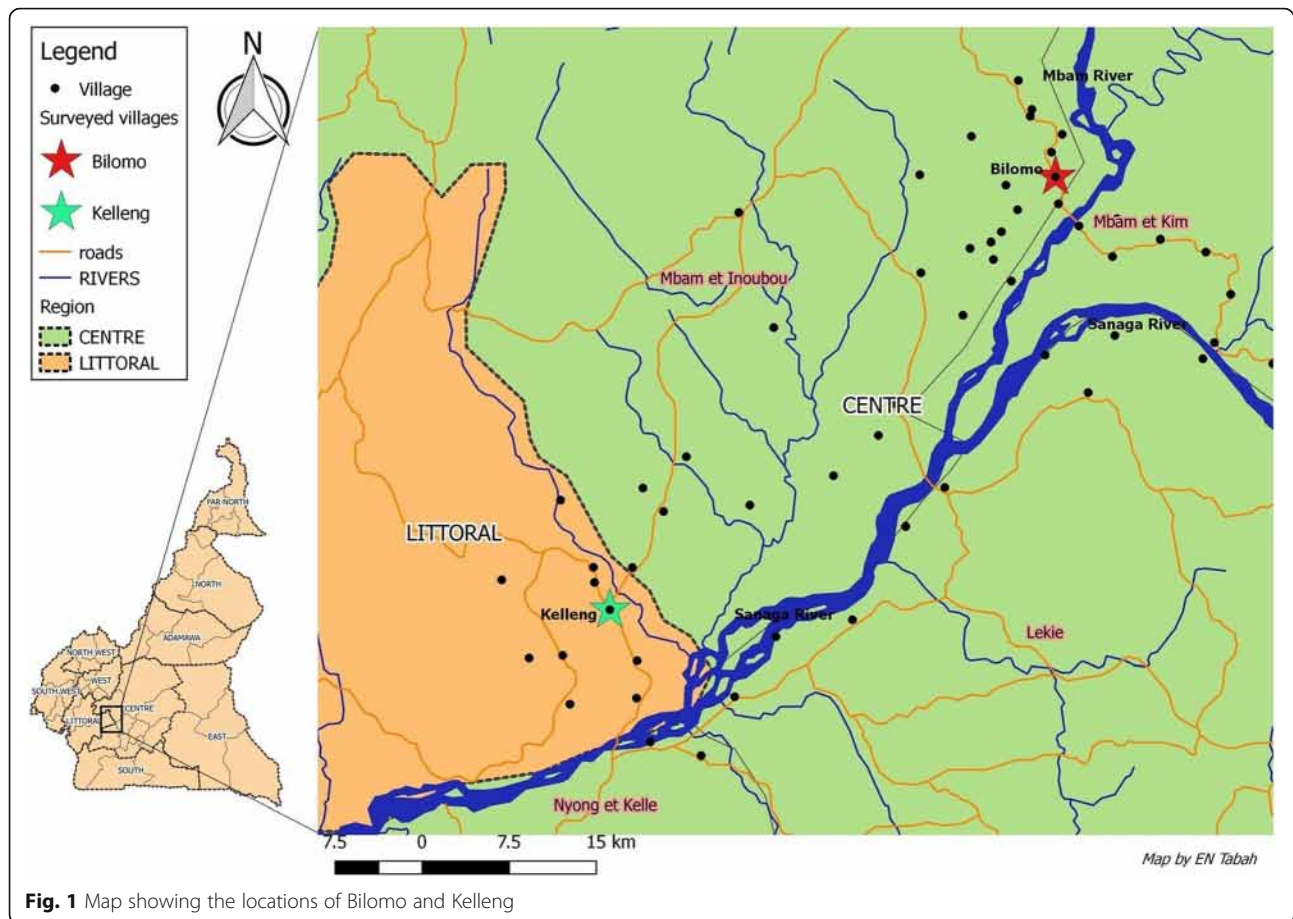 Legend
Village
Surveyed villages
Bilomo
Kelleng
roads
RIVERS
Region
CENTRE
LITTORAL
N
Mbam River
Bilomo
Mbam et Kim
Mbam et Inoubou
Sanaga River
CENTRE
LITTORAL
Kelleng
Sanaga River
Lekie
Nyong et Kelle
FAR NORTH
NORTH
ADAMAWA
NORTH WEST
WEST
SOUTH WEST
LITTORAL
CENTRE
EAST
SOUTH
7.5 0 7.5 15 km
Map by EN Tabah
Fig. 1 Map showing the locations of Bilomo and Kelleng